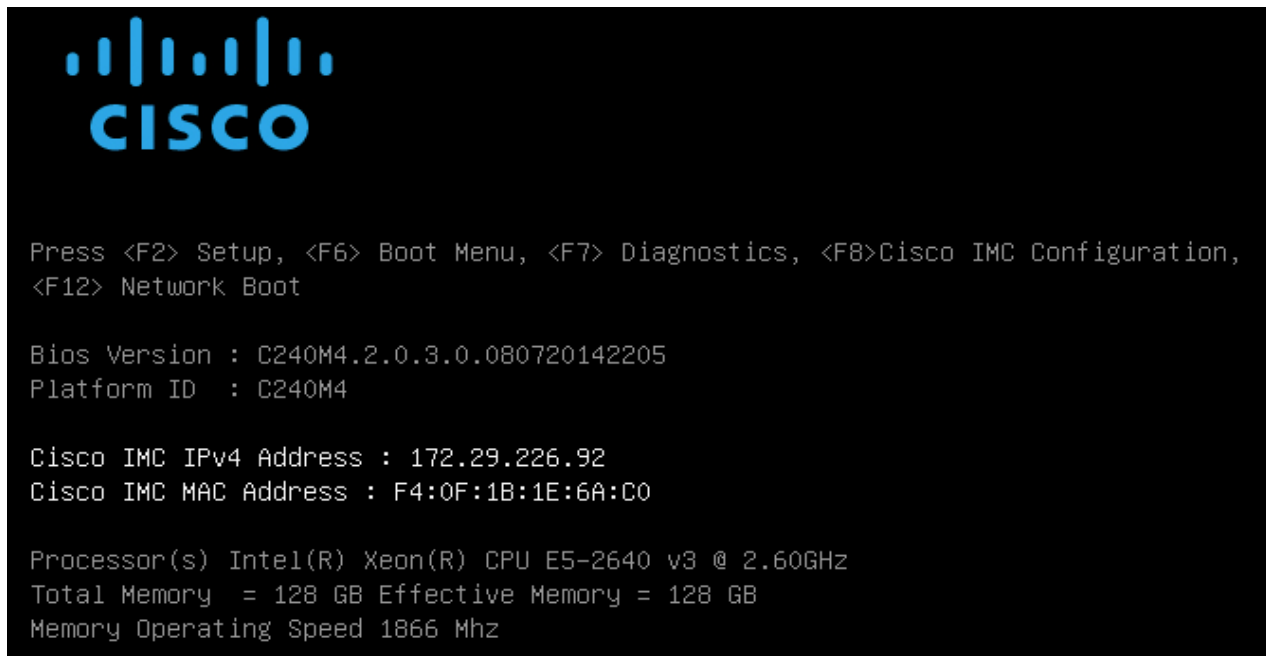 CISCO
Press <F2> Setup, <F6> Boot Menu, <F7> Diagnostics, <F8>Cisco IMC Configuration,
<F12> Network Boot
Bios Version : C240M4.2.0.3.0.080720142205
Platform ID  : C240M4
Cisco IMC IPv4 Address : 172.29.226.92
Cisco IMC MAC Address : F4:0F:1B:1E:6A:C0
Processor(s) Intel(R) Xeon(R) CPU E5-2640 v3 @ 2.60GHz
Total Memory  = 128 GB Effective Memory = 128 GB
Memory Operating Speed 1866 Mhz